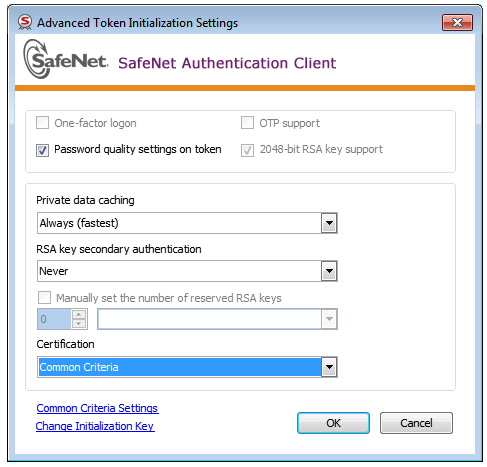 Advanced Token Initialization Settings
SafeNet. SafeNet Authentication Client
One-factor logon OTP support
Password quality settings on token 2048-bit RSA key support
Private data caching
Always (fastest)
RSA key secondary authentication
Never
Manually set the number of reserved RSA keys
0
Certification
Common Criteria
Common Criteria Settings
Change Initialization Key
OK Cancel